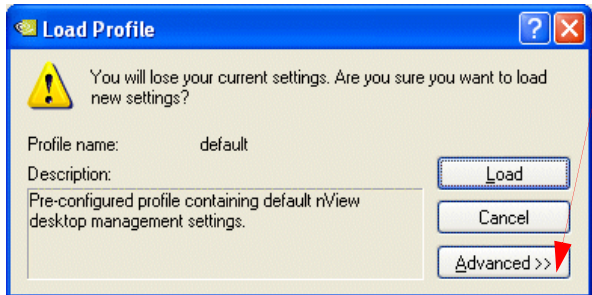 Load Profile
You will lose your current settings. Are you sure you want to load
new settings?
Profile name: default
Description:
Pre-configured profile containing default nView
desktop management settings.
Load
Cancel
Advanced >>